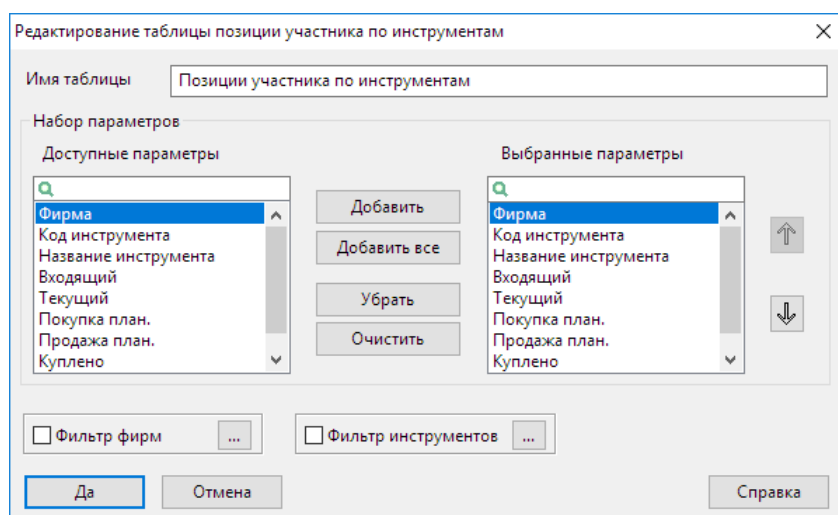 Редактирование таблицы позиции участника по инструментам
Имя таблицы
Позиции участника по инструментам
Набор параметров
Доступные параметры
Фирма
Код инструмента
Название инструмента
Входящий
Текущий
Покупка план.
Продажа план.
Куплено
Добавить
Добавить все
Убрать
Очистить
Выбранные параметры
Фирма
Код инструмента
Название инструмента
Входящий
Текущий
Покупка план.
Продажа план.
Куплено
Фильтр фирм ...
Фильтр инструментов ...
Да
Отмена
Справка